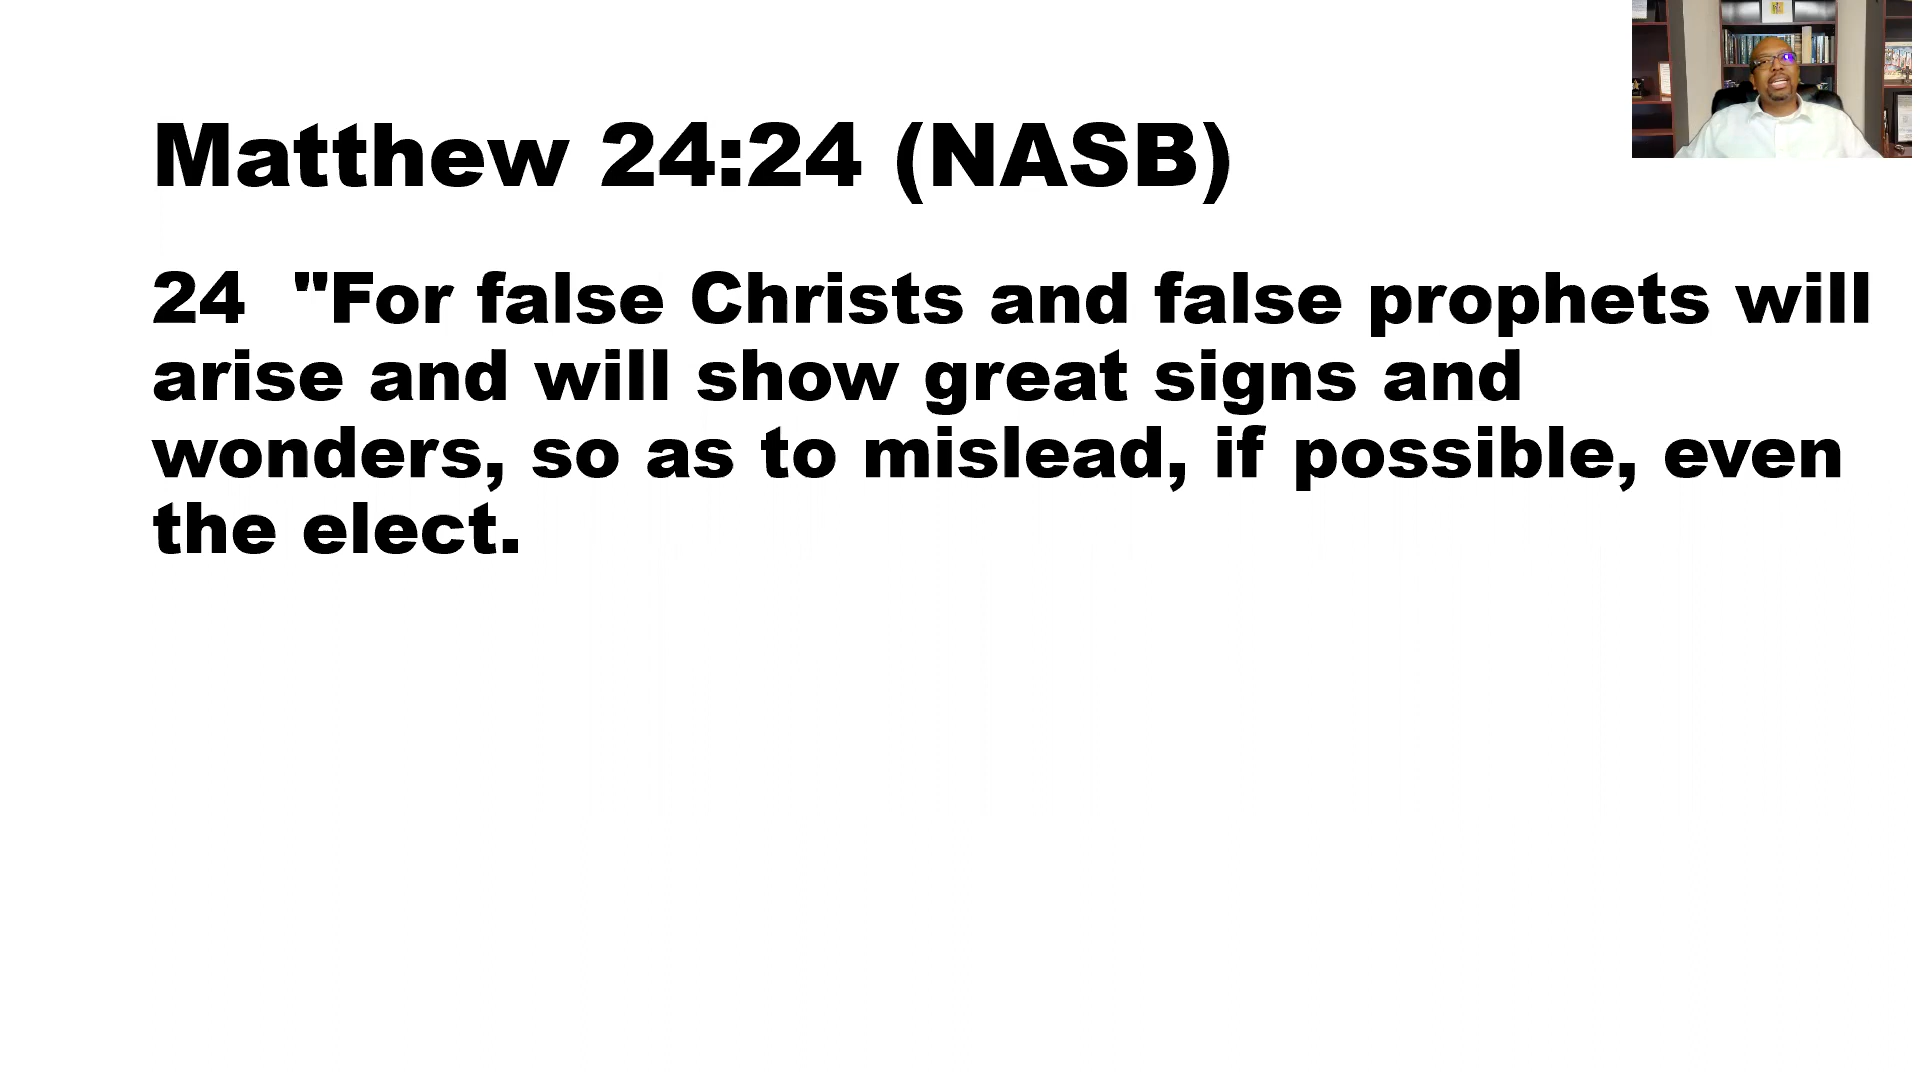 Matthew 24:24 (NASB)
24  "For false Christs and false prophets will
arise and will show great signs and
wonders, so as to mislead, if possible, even
the elect.